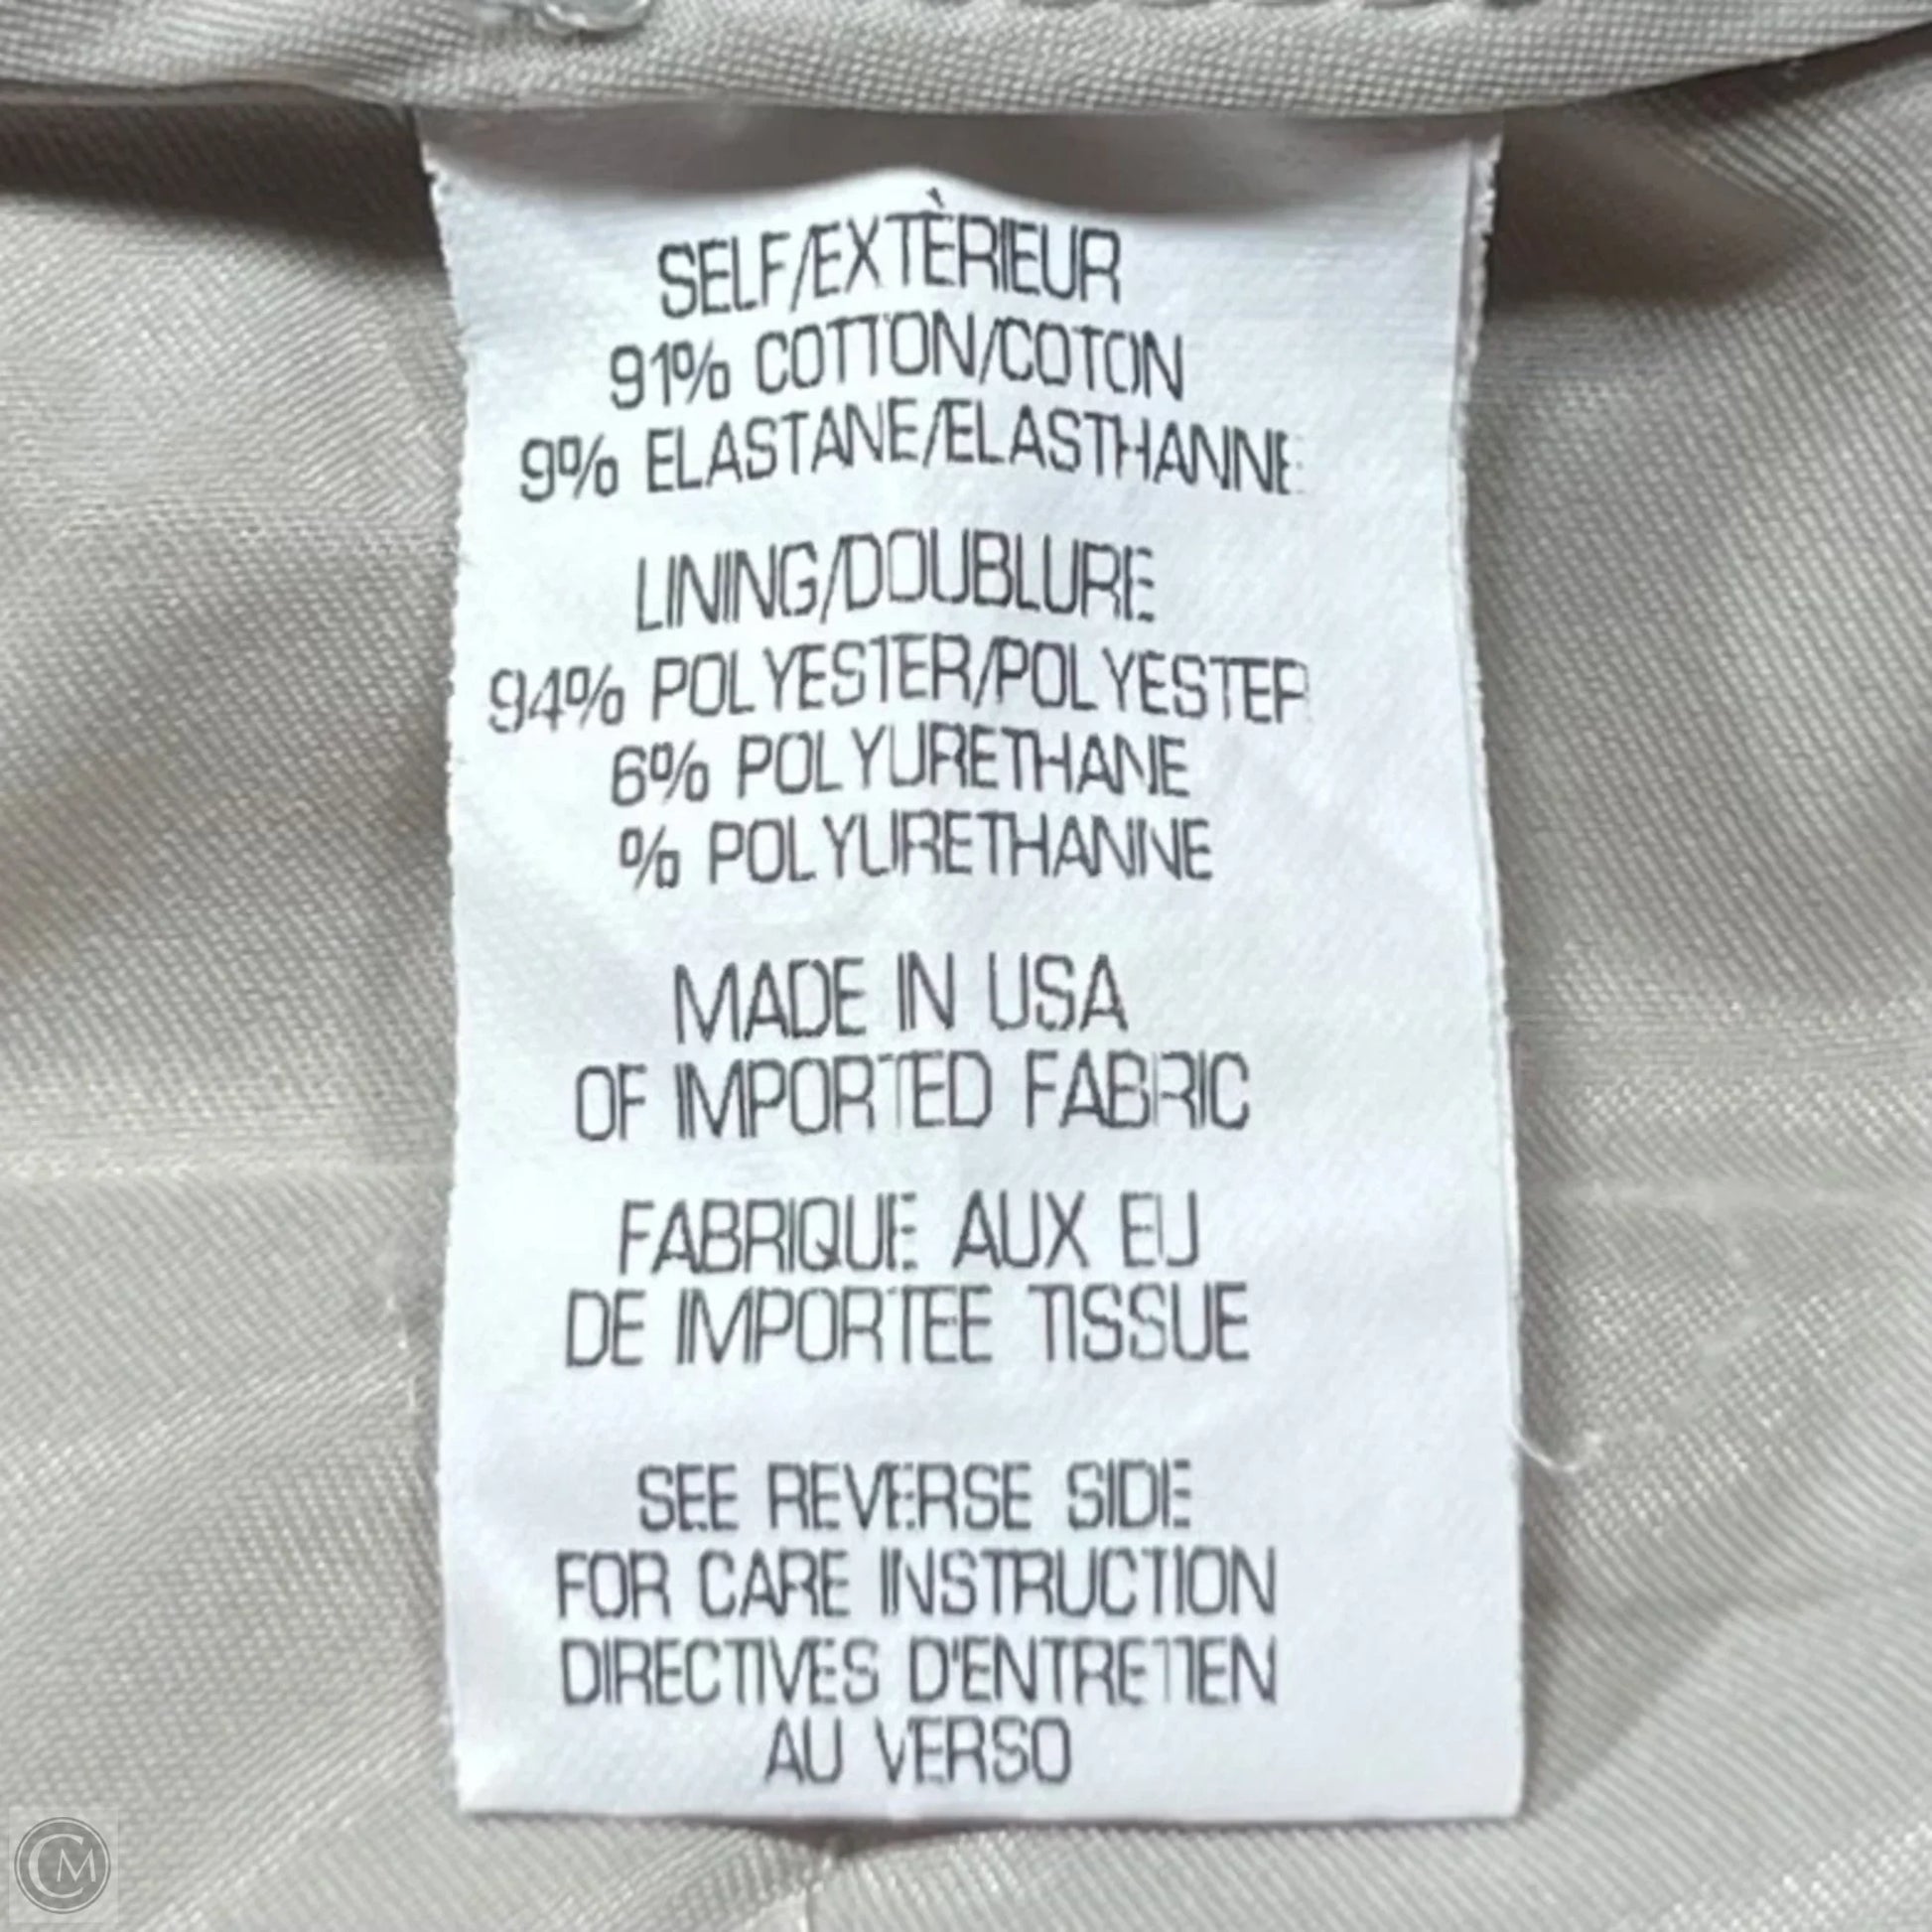 SELF/EXTÈRIEUR
91% COTTON/COTON
9% ELASTANE/ELASTHANNE
LINING/DOUBLURE
94% POLYESTER/POLYESTER
6% POLYURETHANE
% POLYURETHANNE
MADE IN USA
OF IMPORTED FABRIC
FABRIQUE AUX EU
DE IMPORTEE TISSUE
SEE REVERSE SIDE
FOR CARE INSTRUCTION
DIRECTIVES D'ENTRETIEN
AU VERSO
CM